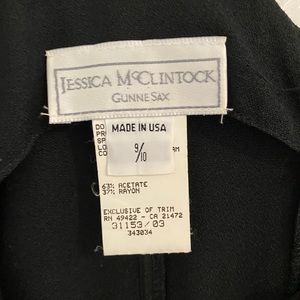 JESSICA MCCLINTOCK
GUNNE SAX
MADE IN USA
9/10
63% ACETATE
37% RAYON
EXCLUSIVE OF TRIM
RN 49422 - CA 21472
31153/03
343034